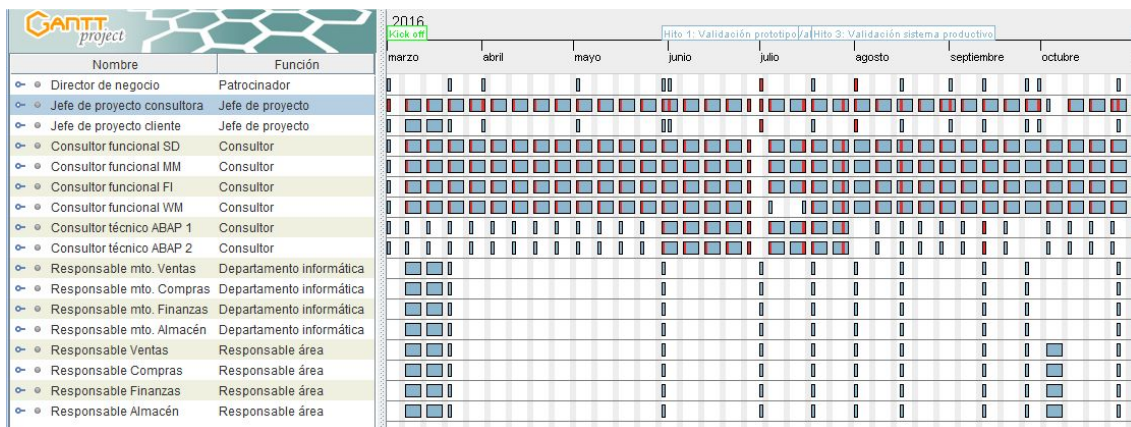 GANTT
project
2016
Kick off
Hito 1: Validación prototipo
Hito 3: Validación sistema productivo
Nombre Función
marzo abril mayo junio julio agosto septiembre octubre
Director de negocio Patrocinador
Jefe de proyecto consultora Jefe de proyecto
Jefe de proyecto cliente Jefe de proyecto
Consultor funcional SD Consultor
Consultor funcional MM Consultor
Consultor funcional FI Consultor
Consultor funcional WM Consultor
Consultor técnico ABAP 1 Consultor
Consultor técnico ABAP 2 Consultor
Responsable mto. Ventas Departamento informática
Responsable mto. Compras Departamento informática
Responsable mto. Finanzas Departamento informática
Responsable mto. Almacén Departamento informática
Responsable Ventas Responsable área
Responsable Compras Responsable área
Responsable Finanzas Responsable área
Responsable Almacén Responsable área